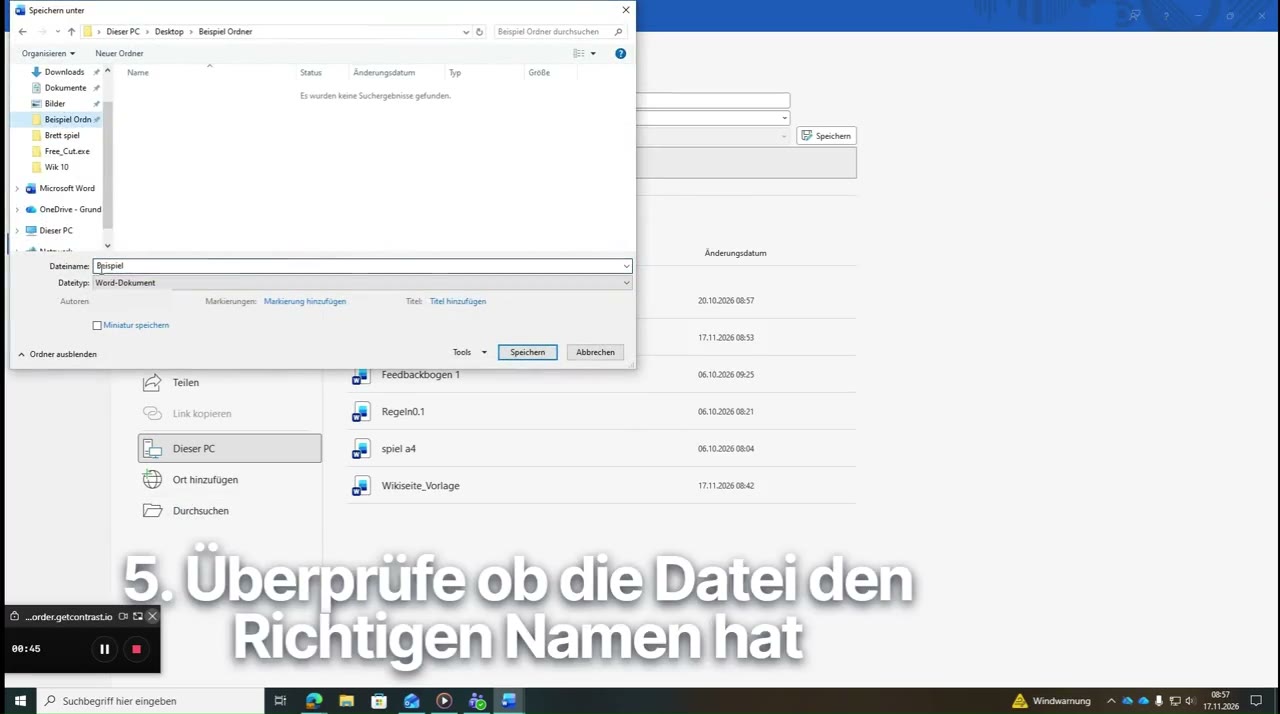 Speichern unter
Dieser PC > Desktop > Beispiel Ordner
Beispiel Ordner durchsuchen
Organisieren
Neuer Ordner
Downloads
Dokumente
Bilder
Beispiel Ordn
Brett spiel
Free_Cut.exe
Wik 10
Microsoft Word
OneDrive - Grund
Dieser PC
Name Status Änderungsdatum Typ Größe
Es wurden keine Suchergebnisse gefunden.
Dateiname: Beispiel
Dateityp: Word-Dokument
Autoren Markierungen: Markierung hinzufügen Titel: Titel hinzufügen
Miniatur speichern
Ordner ausblenden
Tools Speichern Abbrechen
Speichern
Änderungsdatum
20.10.2026 08:57
17.11.2026 08:53
Teilen
Link kopieren
Dieser PC
Ort hinzufügen
Durchsuchen
Feedbackbogen 1 06.10.2026 09:25
Regeln0.1 06.10.2026 08:21
spiel a4 06.10.2026 08:04
Wikiseite_Vorlage 17.11.2026 08:42
5. Überprüfe ob die Datei den
Richtigen Namen hat
...order.getcontrast.io
00:45
Suchbegriff hier eingeben
Windwarnung
08:57
17.11.2026